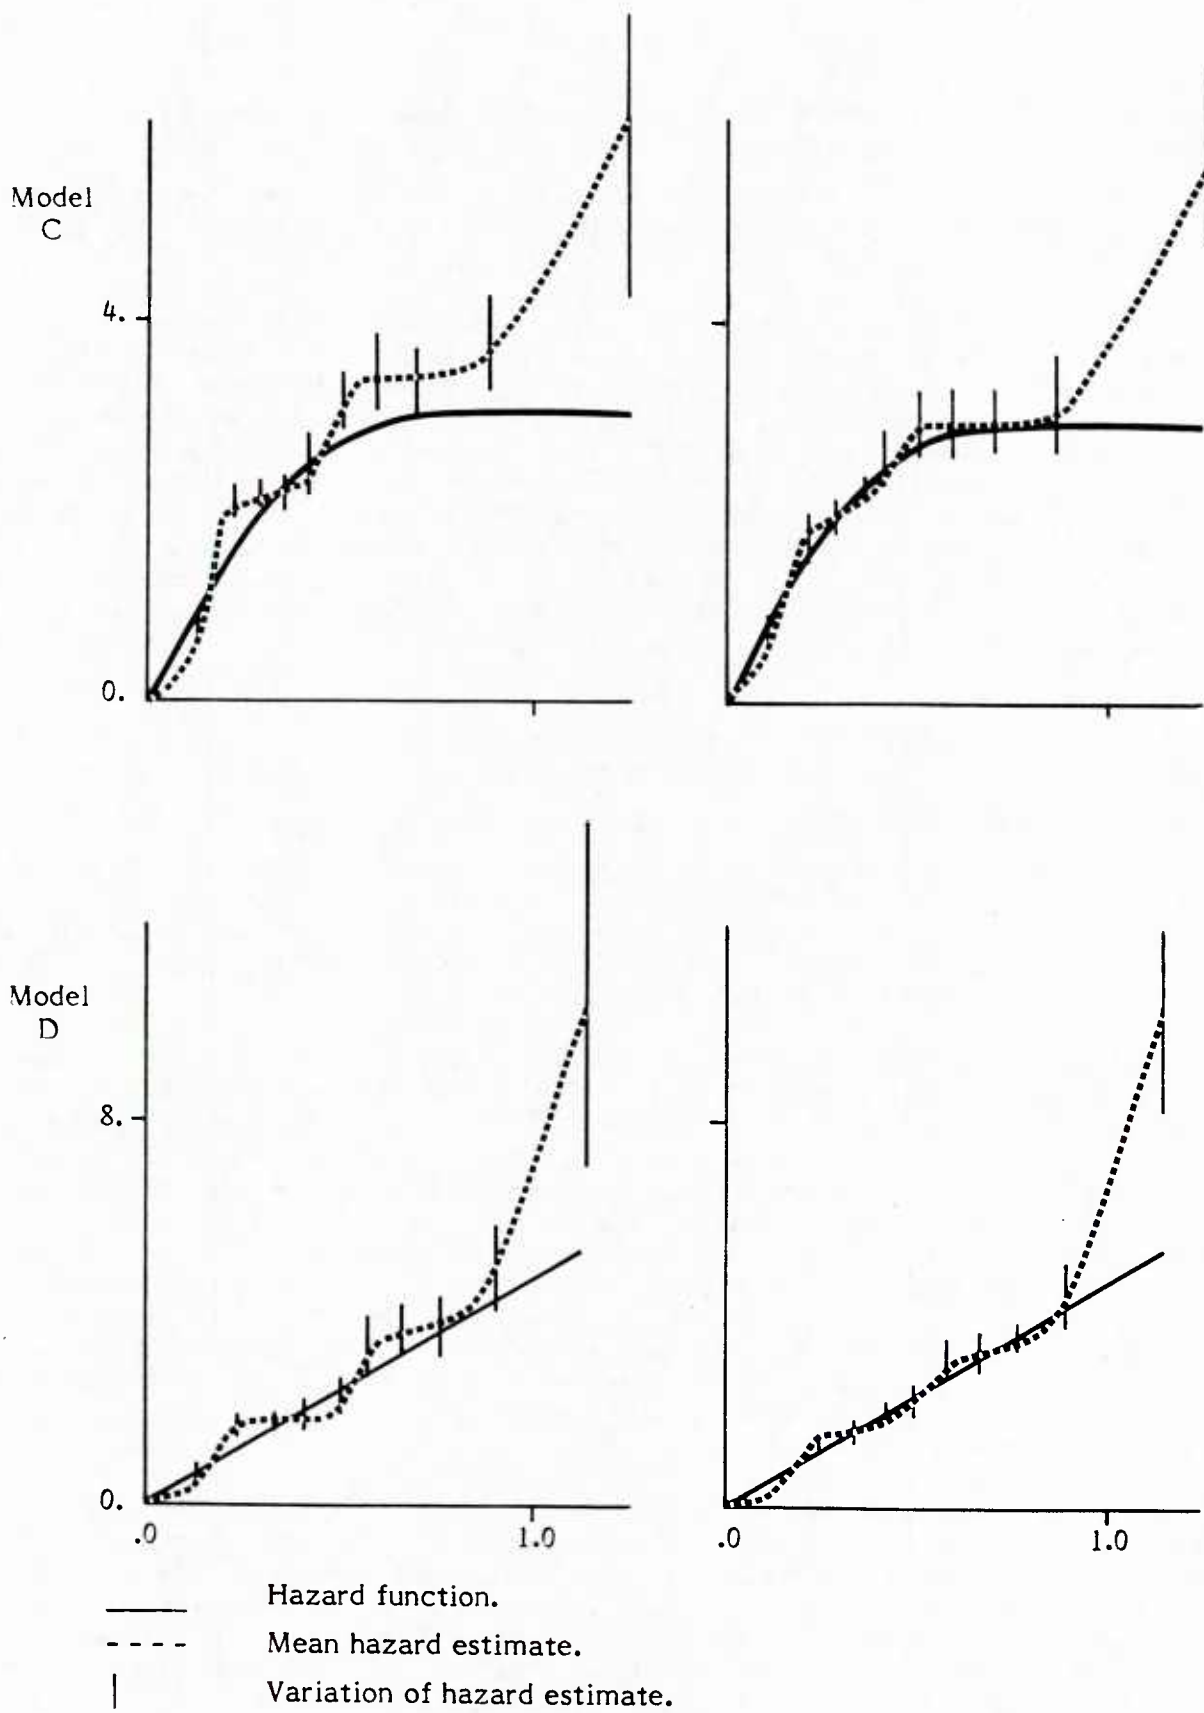 Model
C
4.
0.
Model
D
8.
0.
.0
1.0
.0
1.0
Hazard function.
Mean hazard estimate.
Variation of hazard estimate.